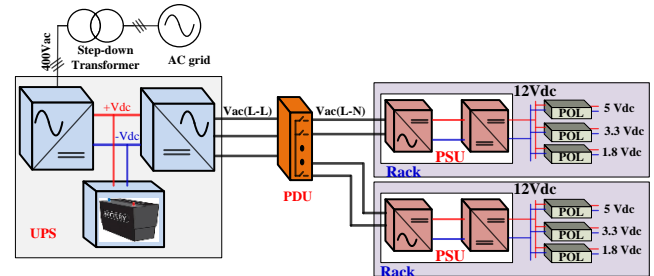 400Vac
Step-down
Transformer
AC grid
+Vdc
-Vdc
UPS
Vac(L-L)
PDU
Vac(L-N)
12Vdc
PSU
Rack
POL
5 Vdc
POL
3.3 Vdc
POL
1.8 Vdc
12Vdc
PSU
Rack
POL
5 Vdc
POL
3.3 Vdc
POL
1.8 Vdc